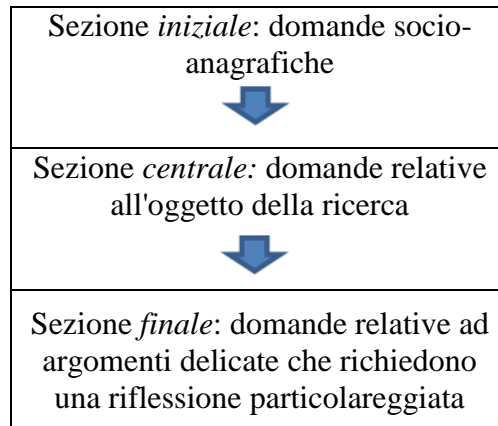 Sezione iniziale: domande socio-
anagrafiche
Sezione centrale: domande relative
all'oggetto della ricerca
Sezione finale: domande relative ad
argomenti delicate che richiedono
una riflessione particolareggiata